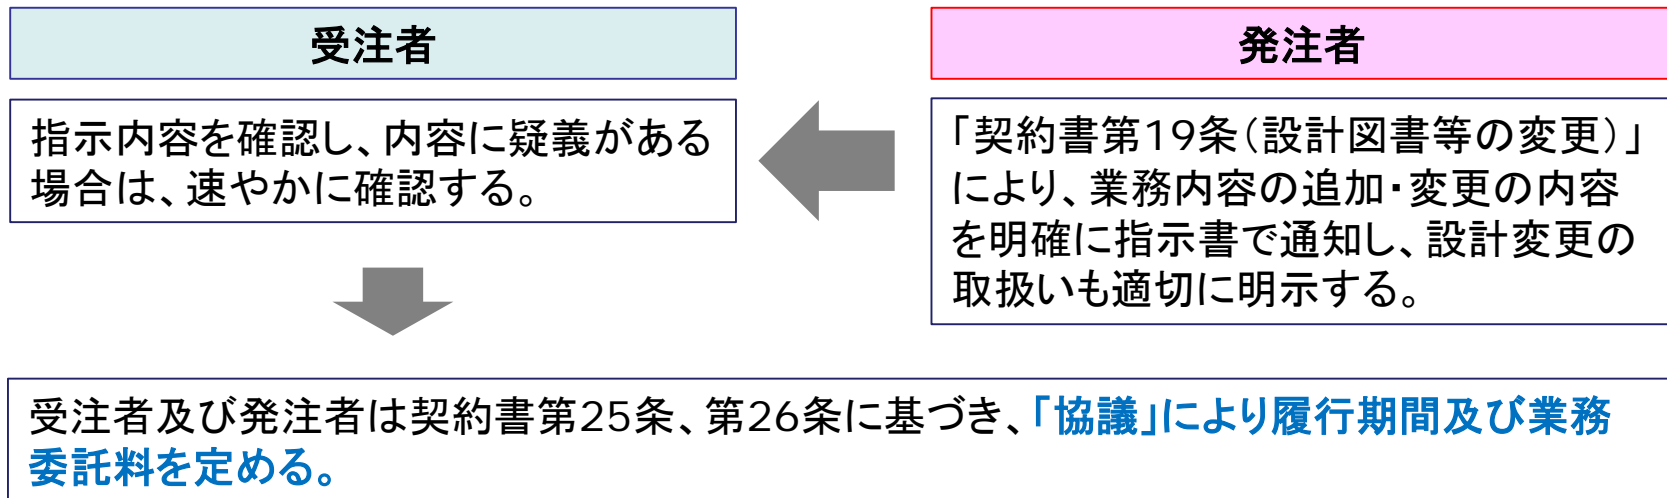 受注者
発注者
指示内容を確認し、内容に疑義がある
場合は、速やかに確認する。
「契約書第19条（設計図書等の変更）」
により、業務内容の追加・変更の内容
を明確に指示書で通知し、設計変更の
取扱いも適切に明示する。
受注者及び発注者は契約書第25条、第26条に基づき、「協議」により履行期間及び業務
委託料を定める。